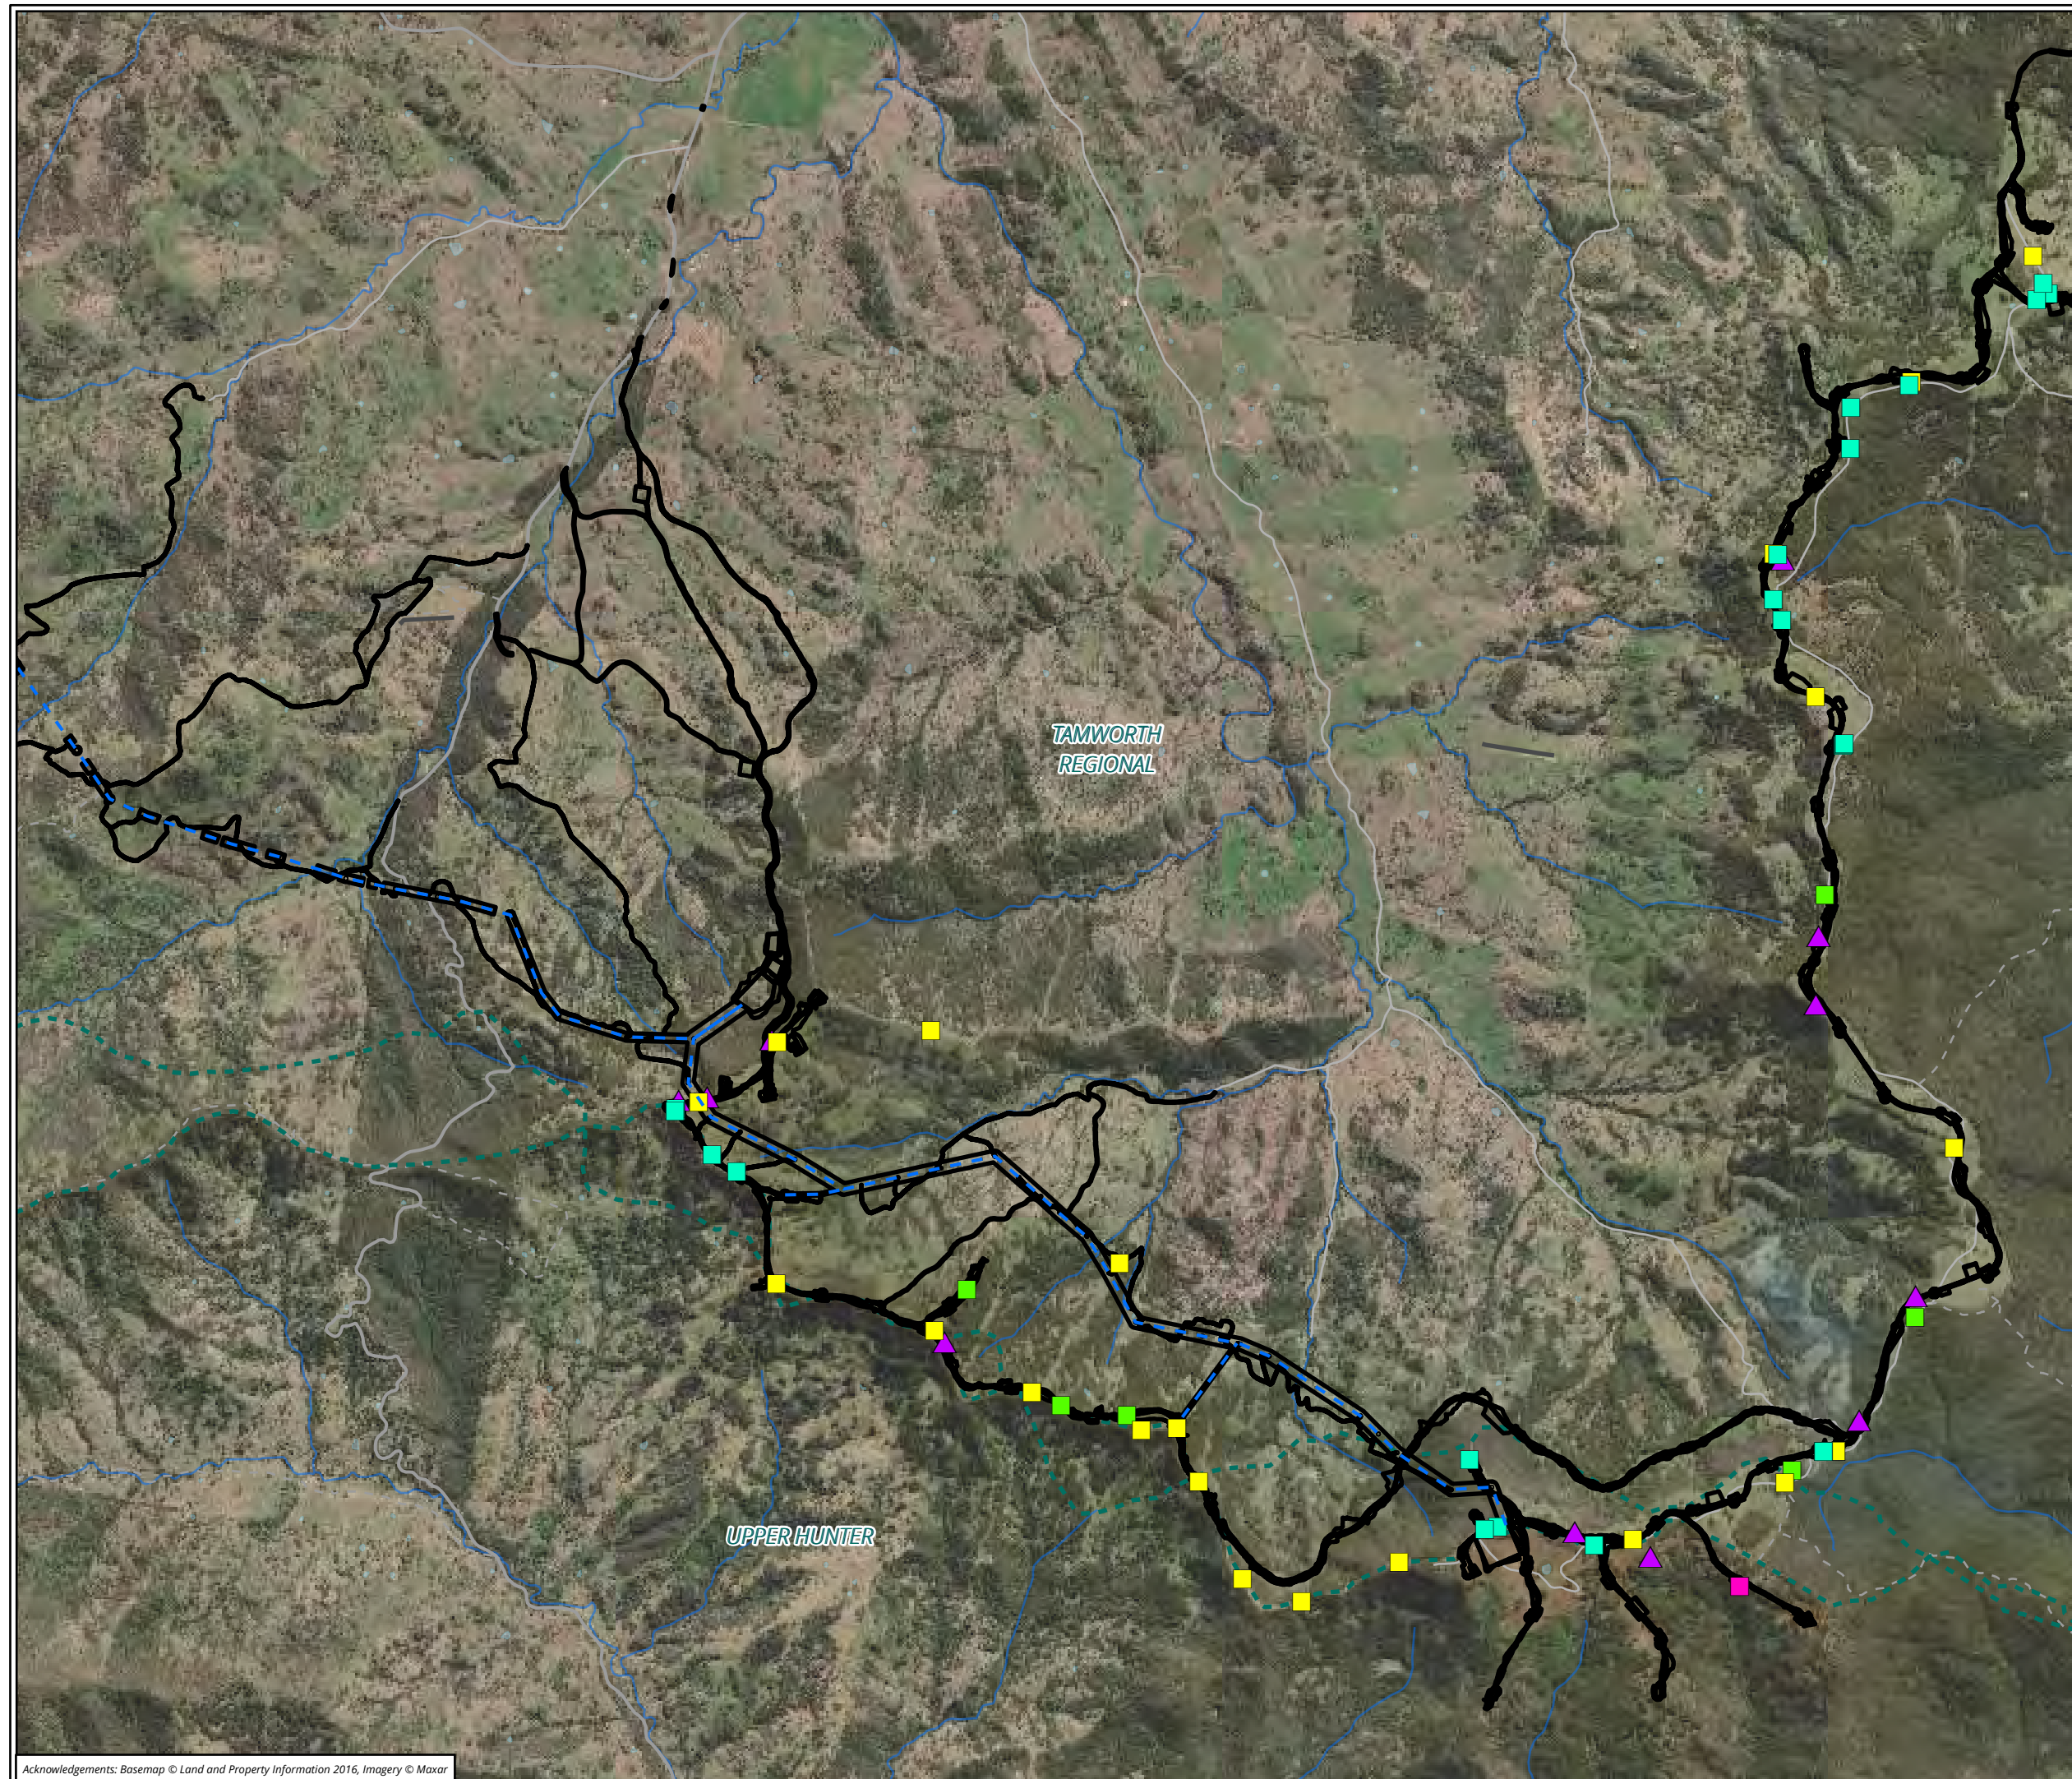 TAMWORTH
REGIONAL
UPPER HUNTER
Acknowledgements: Basemap © Land and Property Information 2016, Imagery © Maxar